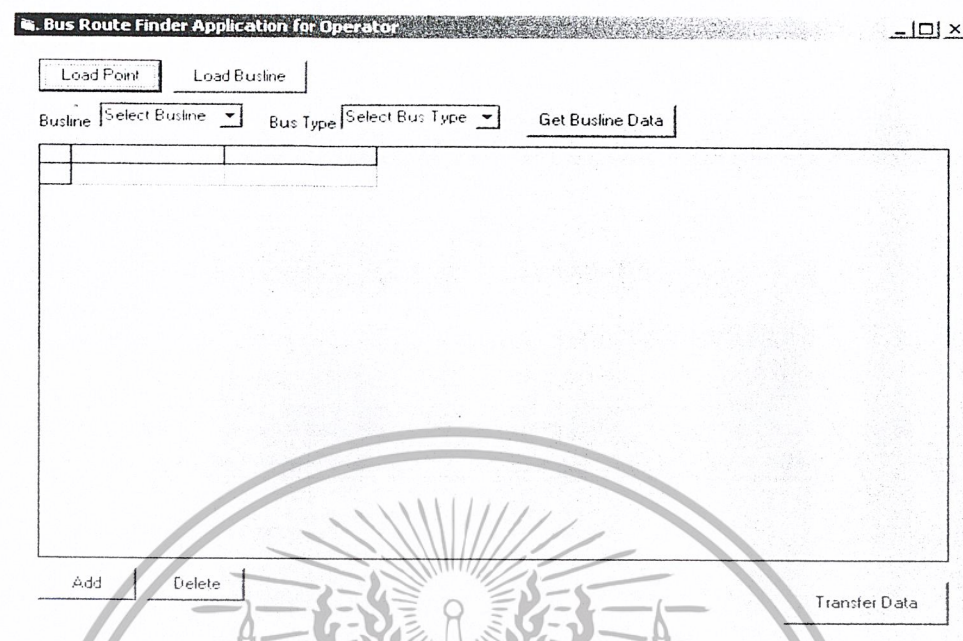 Bus Route Finder Application for Operator
Load Point Load Busline
Busline Select Busline Bus Type Select Bus Type Get Busline Data
Add Delete
Transfer Data